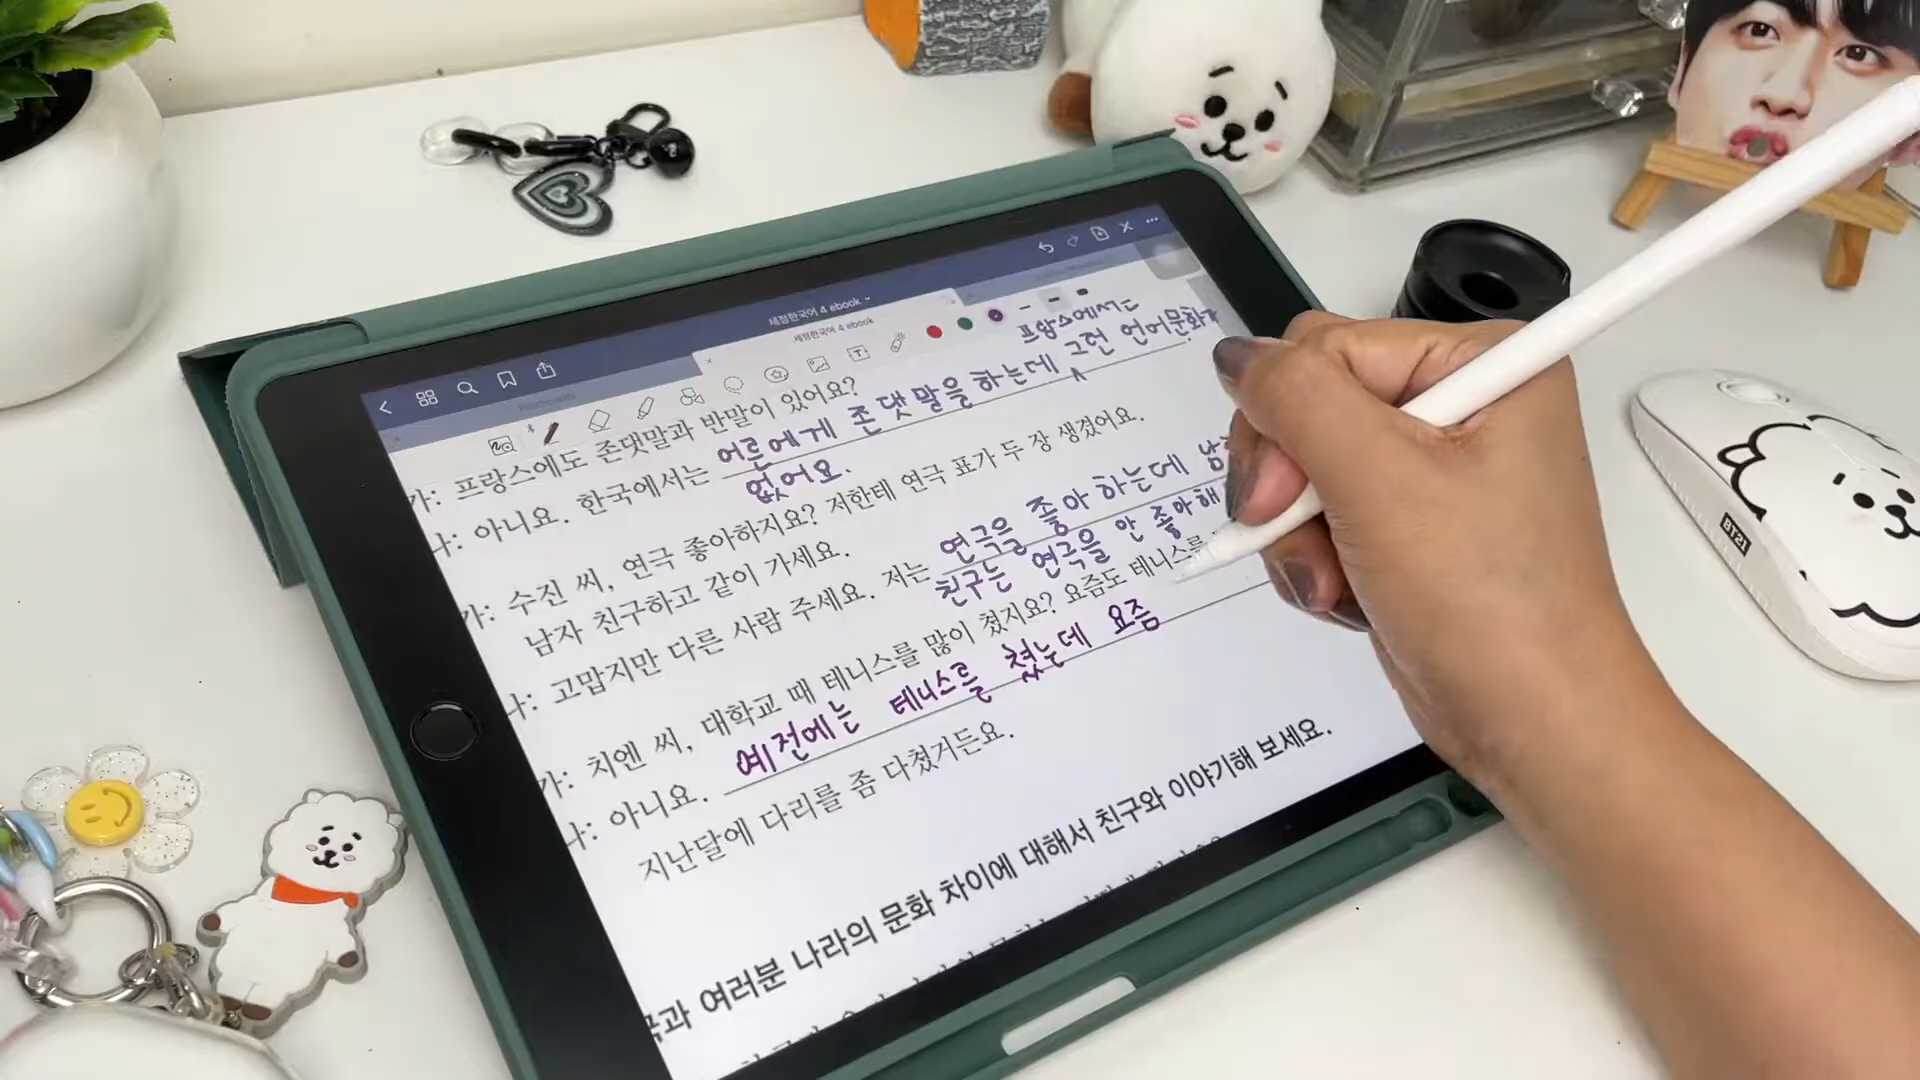 세정한국어 4 ebook
세정한국어 4 ebook
프랑스에서는
가: 프랑스에도 존댓말과 반말이 있어요?
나: 아니요. 한국에서는 어른에게 존댓말을 하는데 그런 언어문화가
없어요.
가: 수진 씨, 연극 좋아하지요? 저한테 연극 표가 두 장 생겼어요.
남자 친구하고 같이 가세요.
나: 고맙지만 다른 사람 주세요. 저는 연극을 좋아하는데 남
친구는 연극을 안 좋아해
가: 치엔 씨, 대학교 때 테니스를 많이 쳤지요? 요즘도 테니스를
나: 아니요. 예전에는 테니스를 쳤는데 요즘
지난달에 다리를 좀 다쳤거든요.
국과 여러분 나라의 문화 차이에 대해서 친구와 이야기해 보세요.
BT21